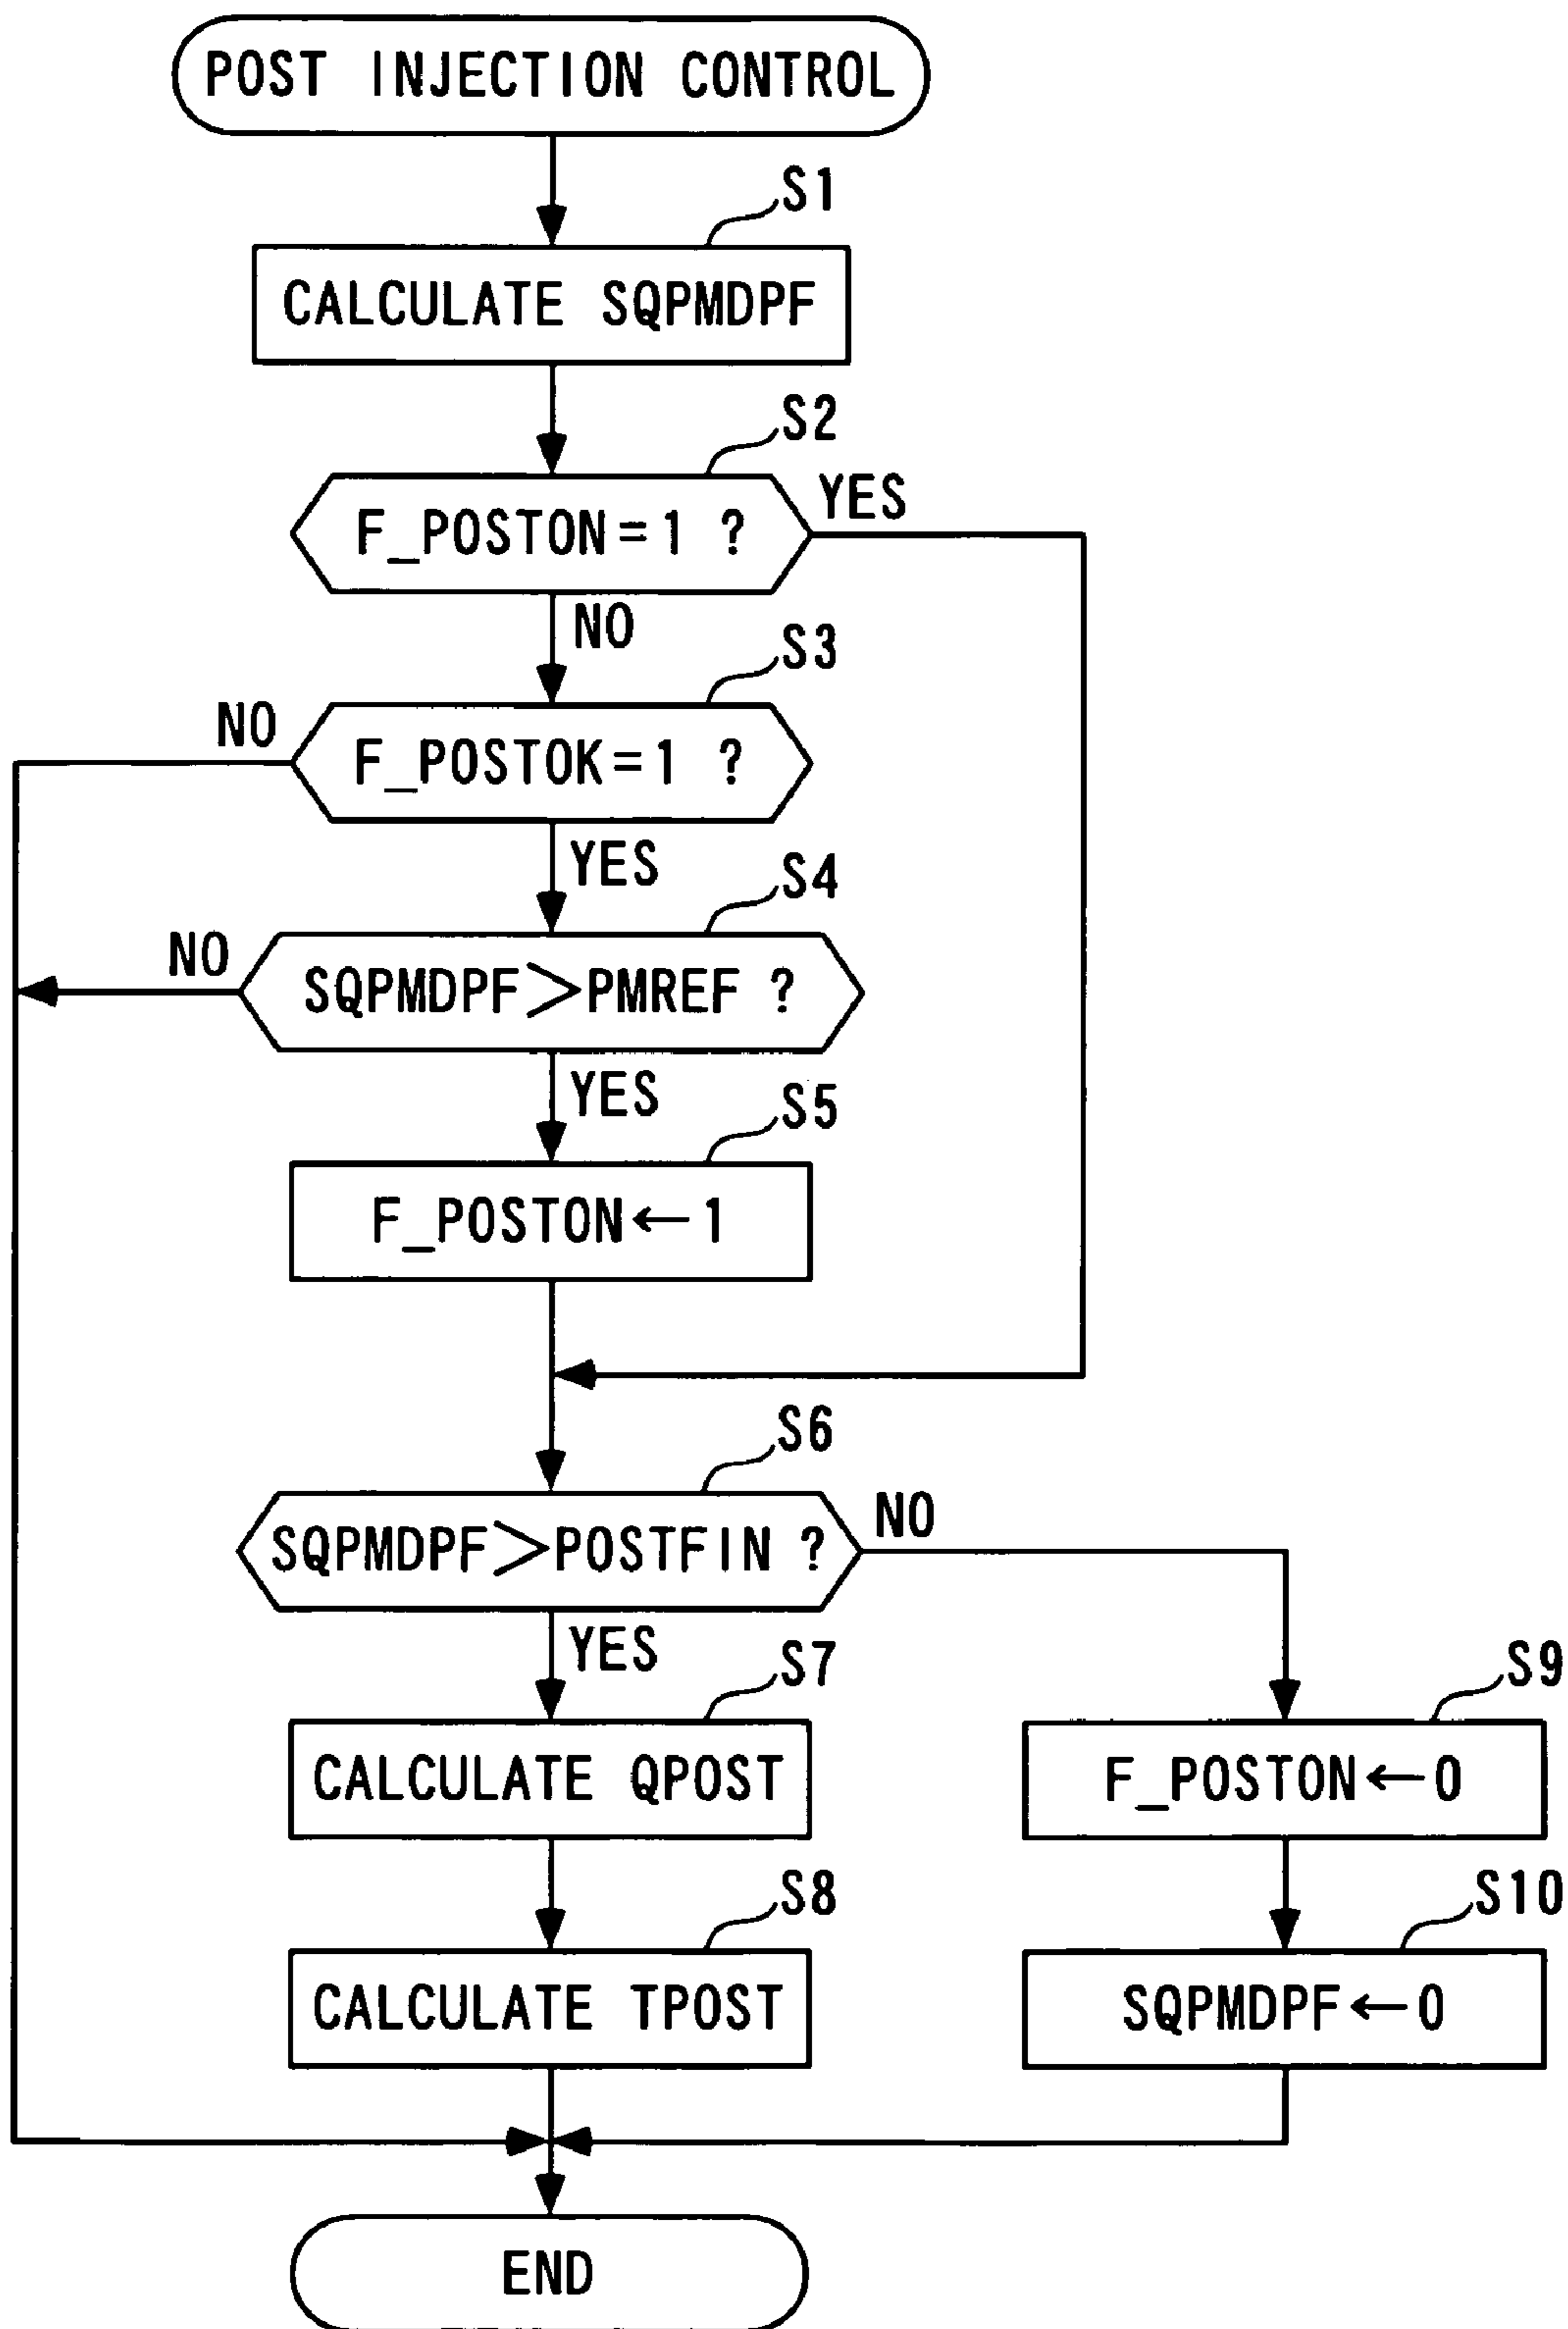 POST INJECTION CONTROL
S1
CALCULATE SQPMDPF
S2
F_POSTON=1 ?
YES
NO
S3
NO
F_POSTOK=1 ?
YES
S4
NO
SQPMDPF>PMREF ?
YES
S5
F_POSTON←1
S6
SQPMDPF>POSTFIN ?
NO
YES
S7
S9
CALCULATE QPOST
F_POSTON←0
S8
S10
CALCULATE TPOST
SQPMDPF←0
END